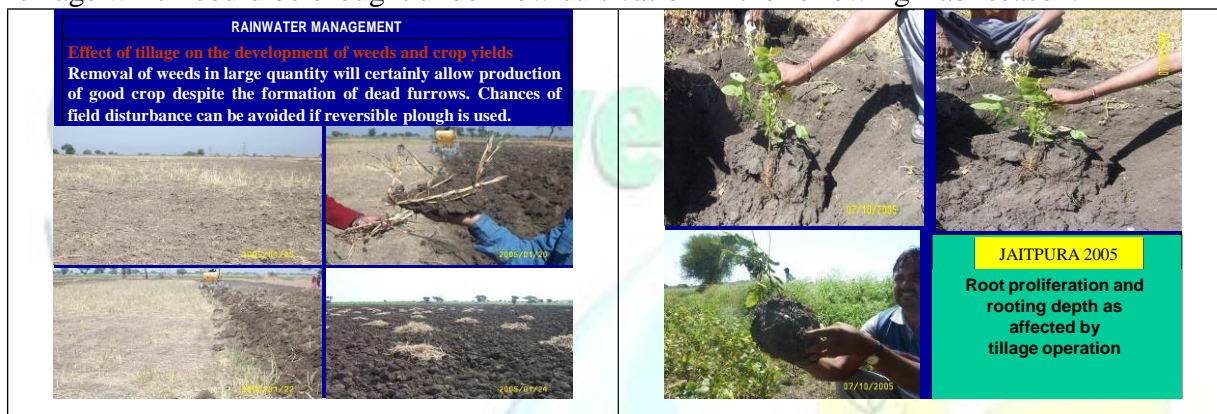 RAINWATER MANAGEMENT
Effect of tillage on the development of weeds and crop yields
Removal of weeds in large quantity will certainly allow production
of good crop despite the formation of dead furrows. Chances of
field disturbance can be avoided if reversible plough is used.
2005/01/20
2005/01/22
2005/01/24
07/10/2005
07/10/2005
JAITPURA 2005
Root proliferation and
rooting depth as
affected by
tillage operation